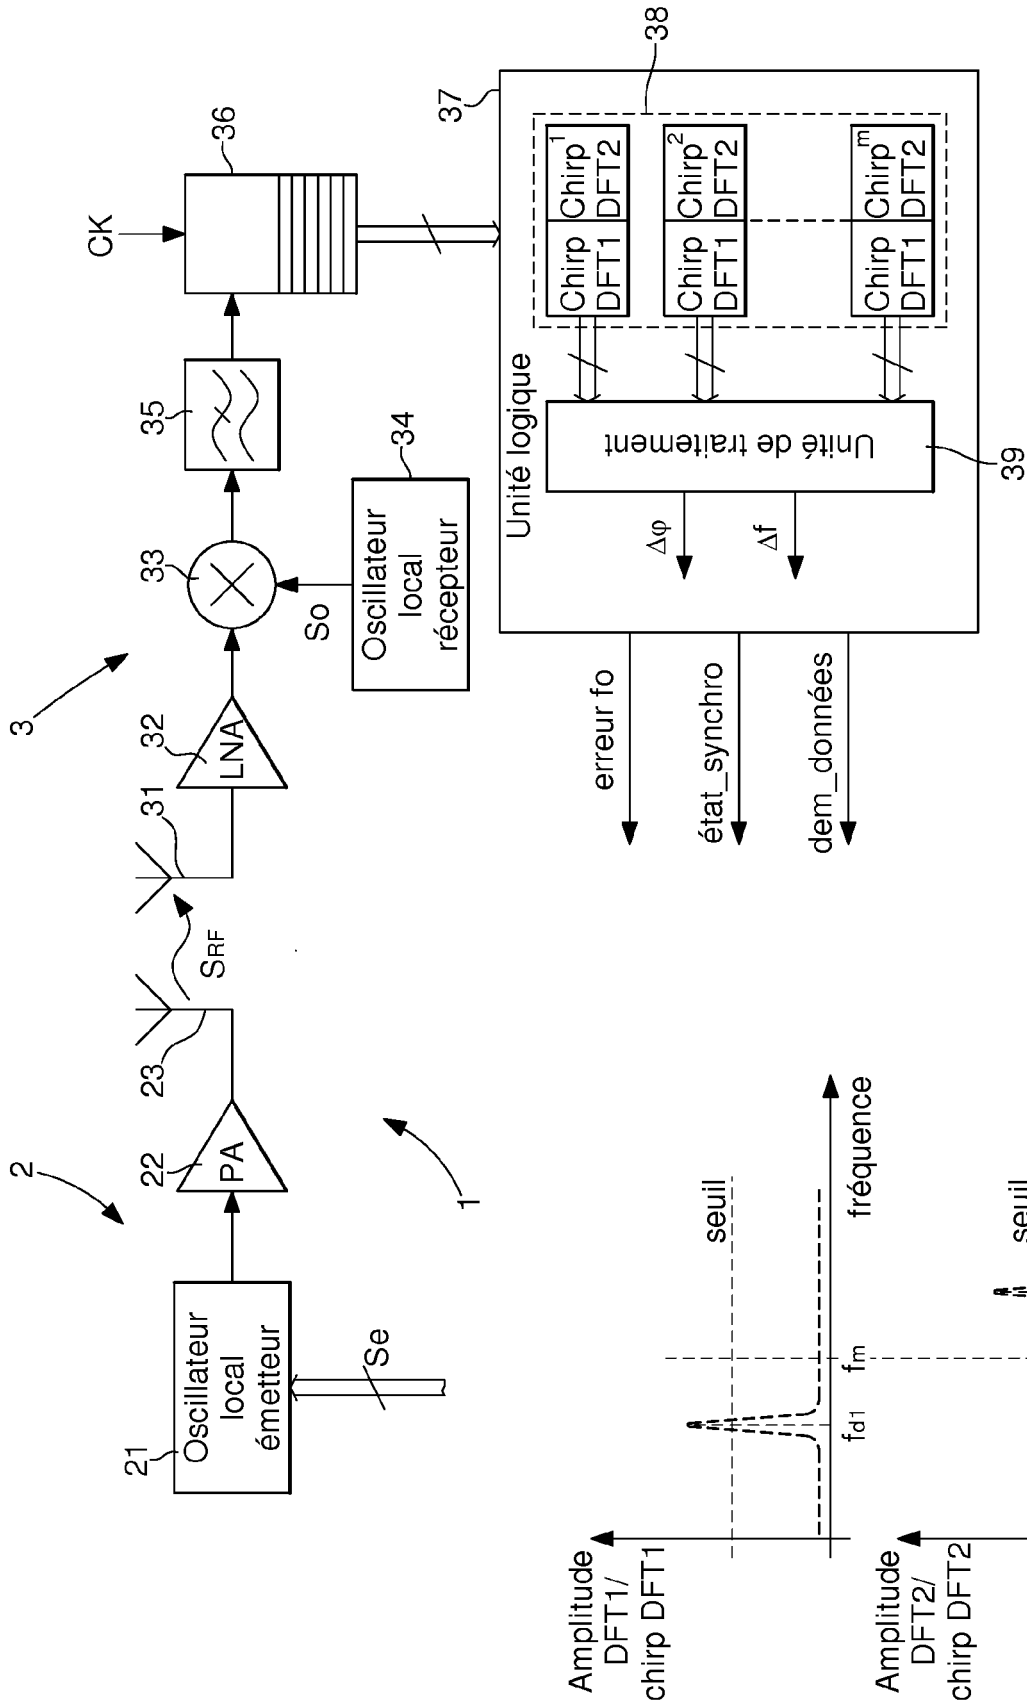 2
3
1
21
Oscillateur
local
émetteur
Se
22
PA
23
SRF
31
32
LNA
33
So
34
Oscillateur
local
récepteur
35
36
CK
37
Unité logique
38
Chirp
DFT1
Chirp 1
DFT2
Chirp
DFT1
Chirp 2
DFT2
Chirp
DFT1
Chirp m
DFT2
Unité de traitement
39
Δφ
Δf
erreur fo
état_synchro
dem_données
Amplitude
DFT1/
chirp DFT1
seuil
fd1
fm
fréquence
Amplitude
DFT2/
chirp DFT2
seuil